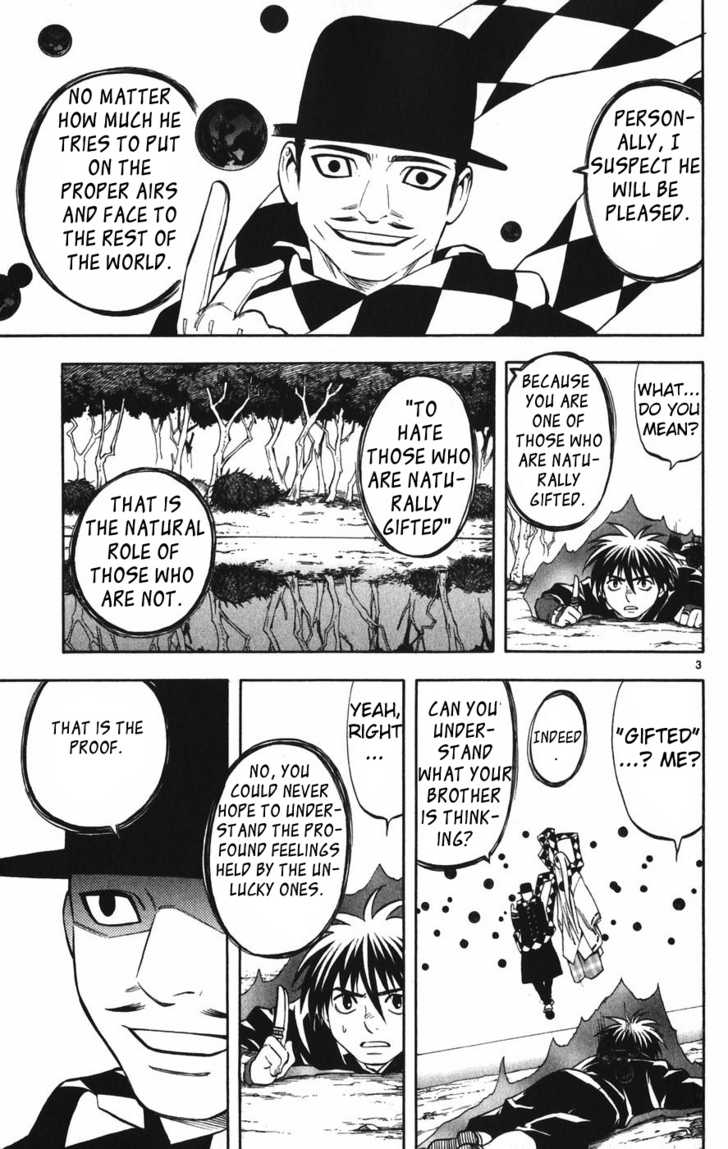 PERSON-
ALLY, I
SUSPECT HE
WILL BE
PLEASED.
NO MATTER
HOW MUCH HE
TRIES TO PUT
ON THE
PROPER AIRS
AND FACE TO
THE REST OF
THE WORLD.
WHAT...
DO YOU
MEAN?
BECAUSE
YOU ARE
ONE OF
THOSE WHO
ARE NATU-
RALLY
GIFTED.
"TO
HATE
THOSE WHO
ARE NATU-
RALLY
GIFTED"
THAT IS
THE NATURAL
ROLE OF
THOSE WHO
ARE NOT.
3
"GIFTED"
...? ME?
INDEED
.
CAN YOU
UNDER-
STAND
WHAT YOUR
BROTHER
IS THINK-
ING?
YEAH,
RIGHT
...
NO, YOU
COULD NEVER
HOPE TO UNDER-
STAND THE PRO-
FOUND FEELINGS
HELD BY THE UN-
LUCKY ONES.
THAT IS THE
PROOF.